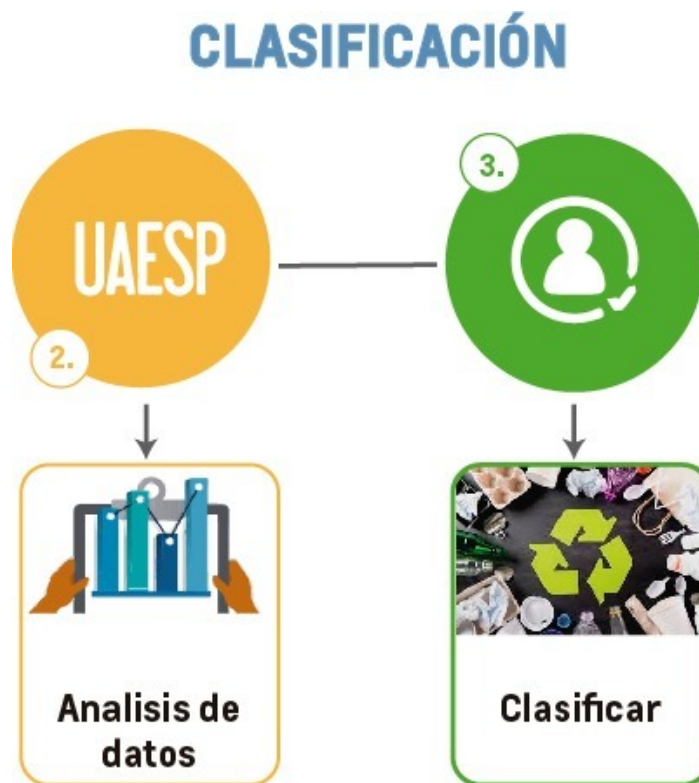 CLASIFICACIÓN
UAESP
2.
3.
Analisis de
datos
Clasificar